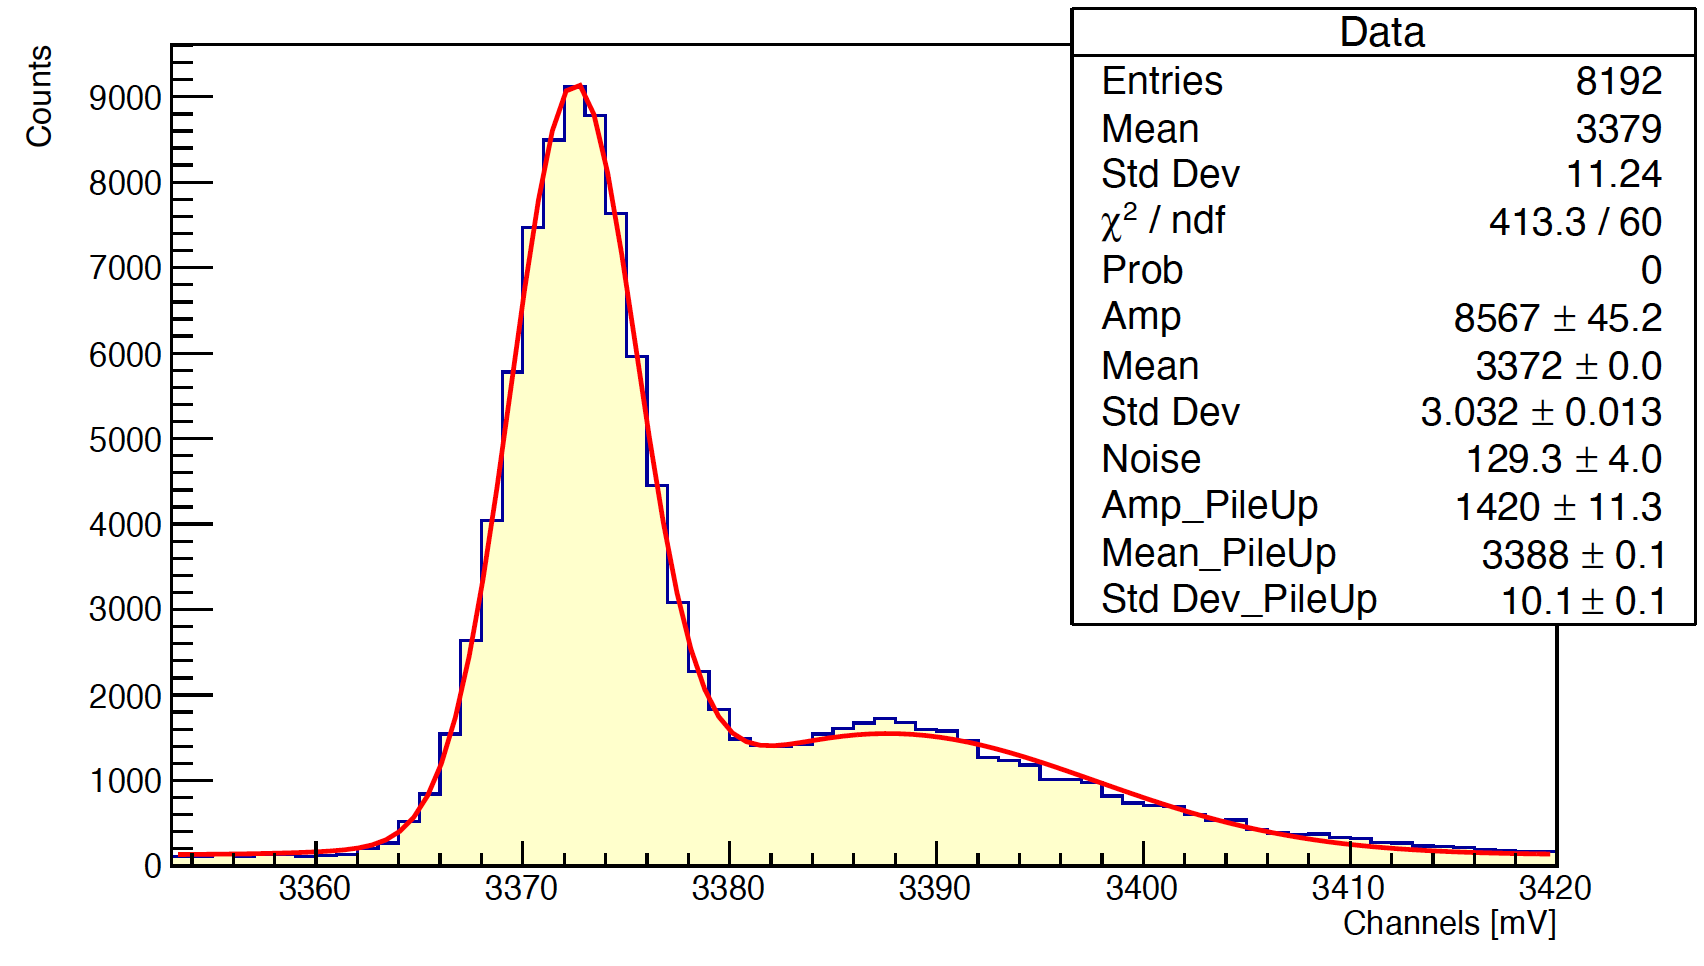 Data
Entries 8192
Mean 3379
Std Dev 11.24
χ² / ndf 413.3 / 60
Prob 0
Amp 8567 ± 45.2
Mean 3372 ± 0.0
Std Dev 3.032 ± 0.013
Noise 129.3 ± 4.0
Amp_PileUp 1420 ± 11.3
Mean_PileUp 3388 ± 0.1
Std Dev_PileUp 10.1± 0.1
Counts
9000
8000
7000
6000
5000
4000
3000
2000
1000
0
3360 3370 3380 3390 3400 3410 3420
Channels [mV]